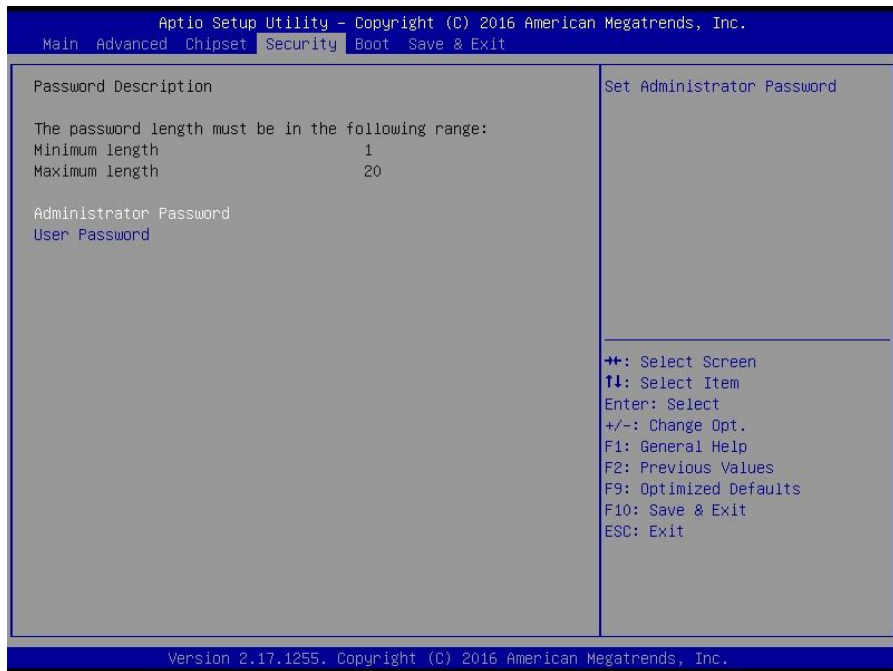 Aptio Setup Utility – Copyright (C) 2016 American Megatrends, Inc.
Main Advanced Chipset Security Boot Save & Exit
Password Description
The password length must be in the following range:
Minimum length 1
Maximum length 20
Administrator Password
User Password
Set Administrator Password
→←: Select Screen
↑↓: Select Item
Enter: Select
+/-: Change Opt.
F1: General Help
F2: Previous Values
F9: Optimized Defaults
F10: Save & Exit
ESC: Exit
Version 2.17.1255. Copyright (C) 2016 American Megatrends, Inc.